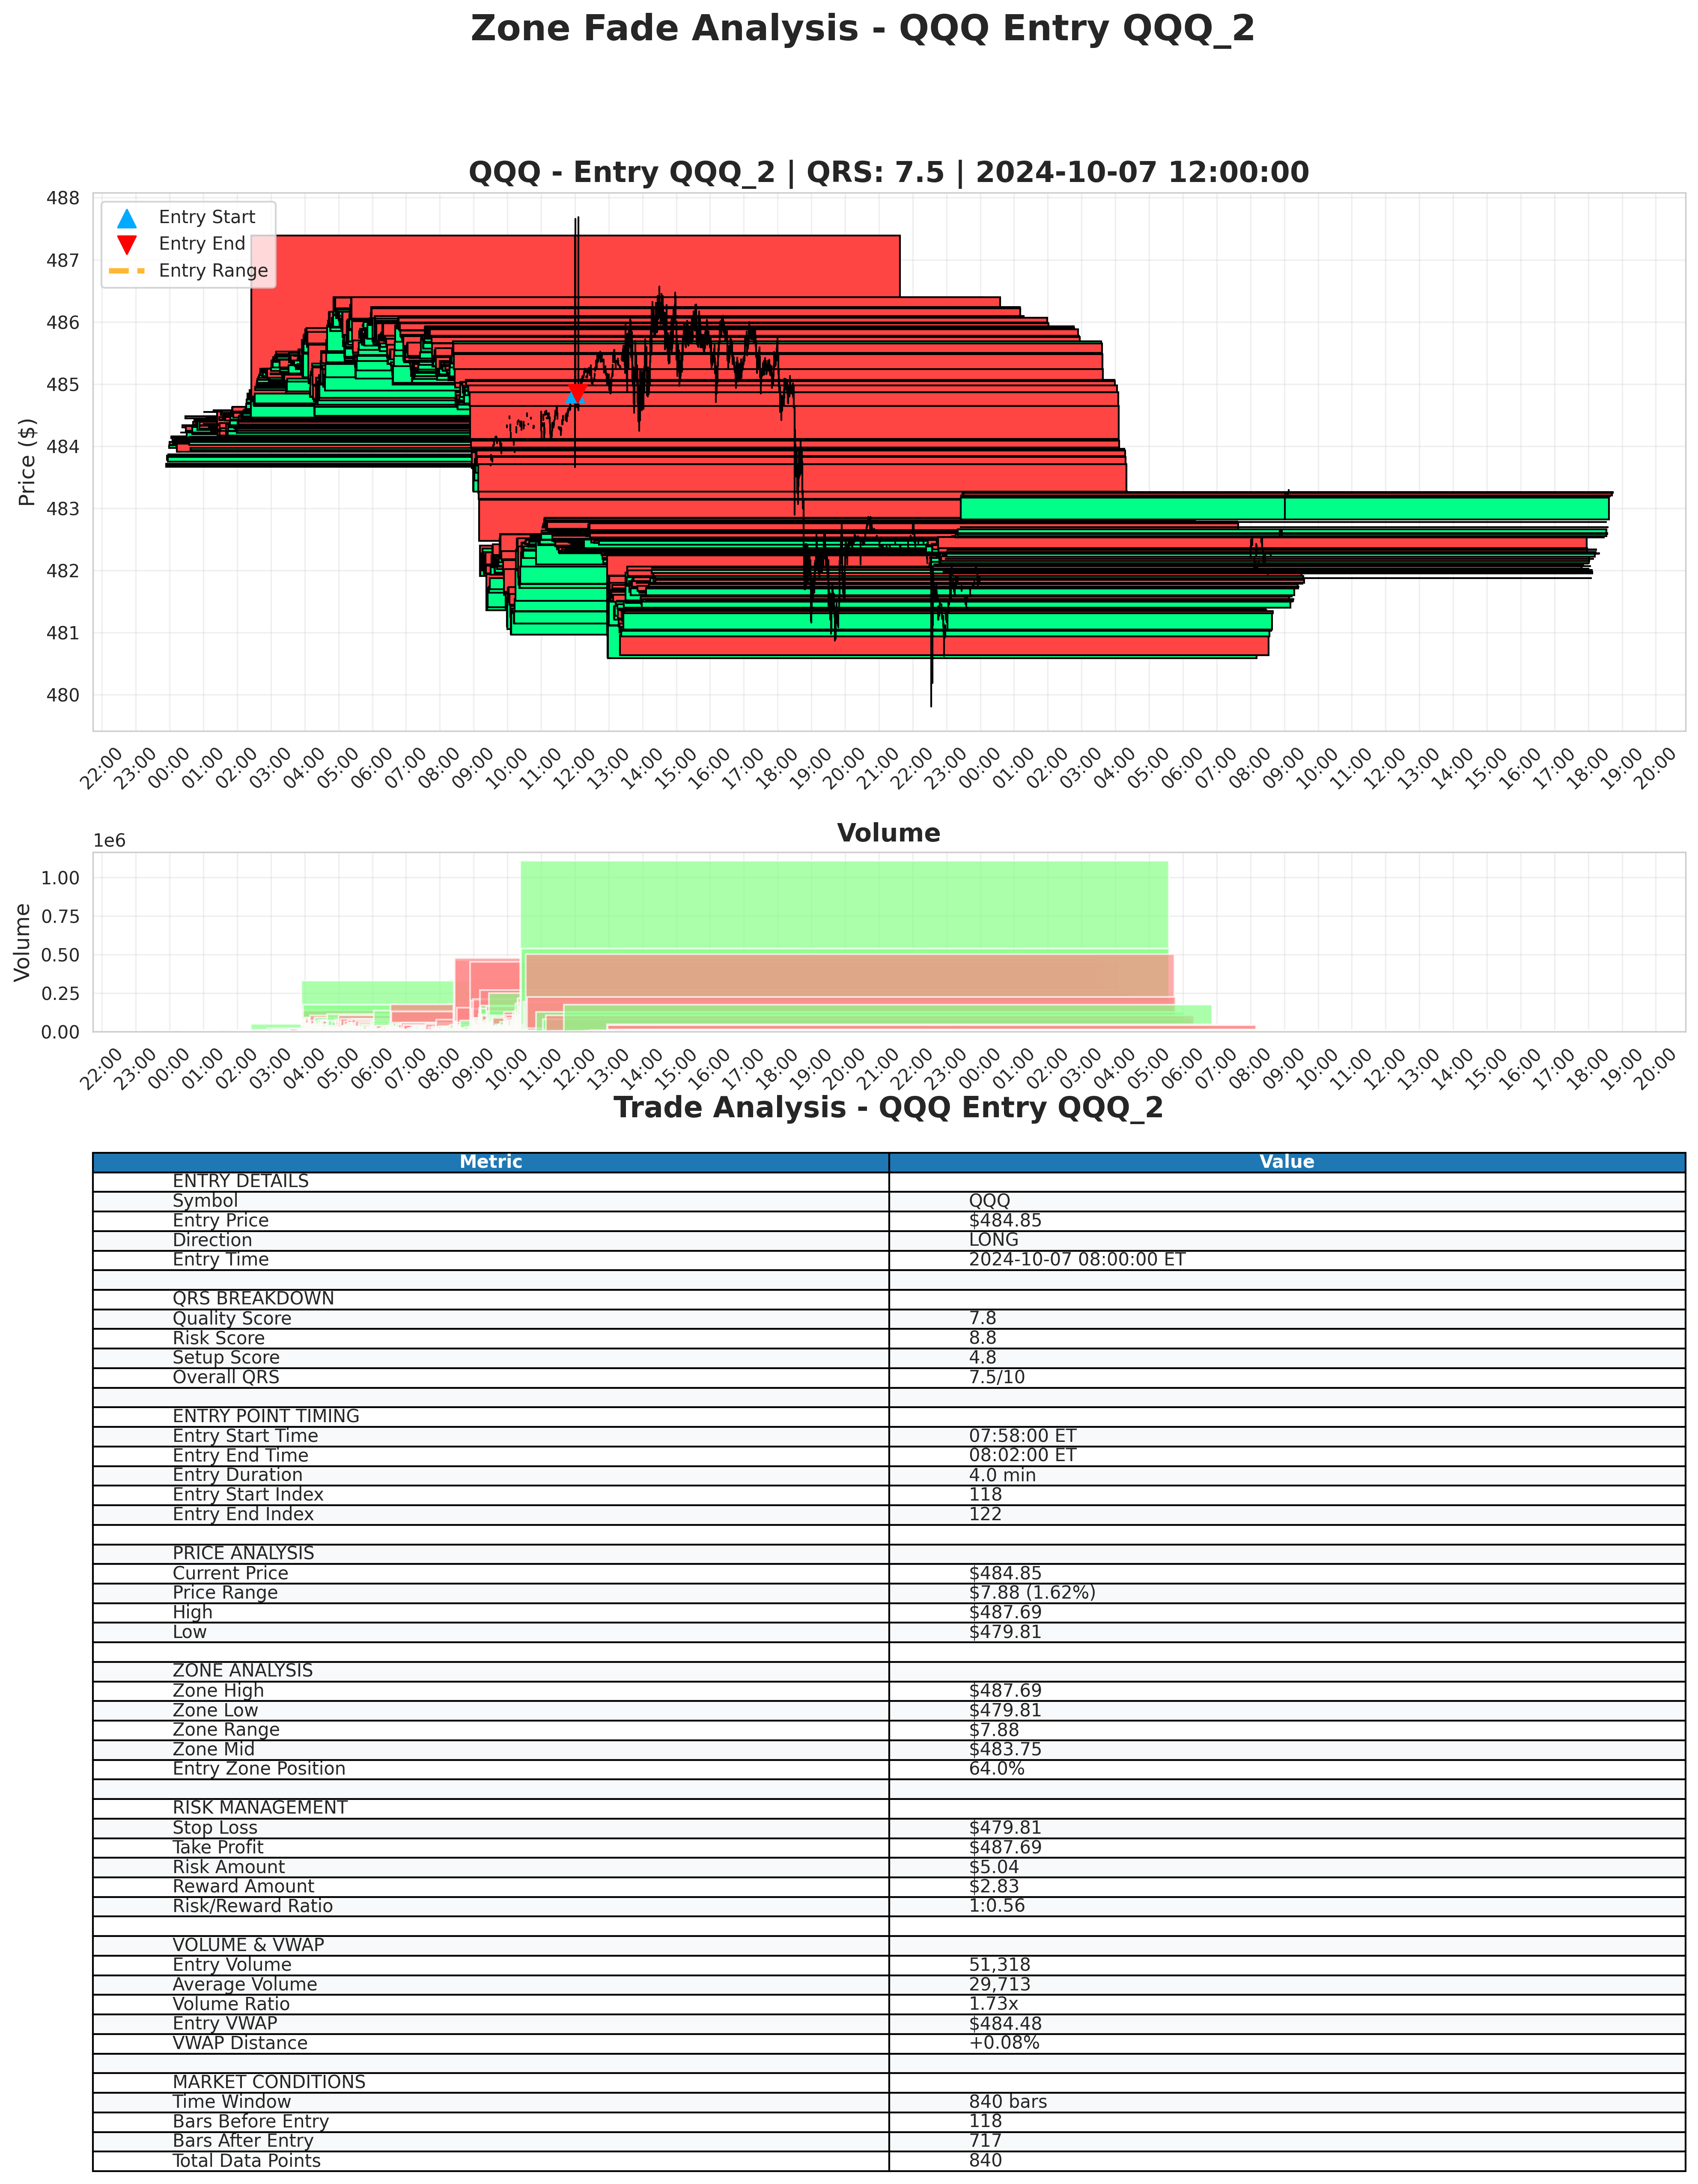 Zone Fade Analysis - QQQ Entry QQQ_2
QQQ - Entry QQQ_2 | QRS: 7.5 | 2024-10-07 12:00:00
Entry Start
Entry End
Entry Range
Price ($)
488
487
486
485
484
483
482
481
480
22:00 23:00 00:00 01:00 02:00 03:00 04:00 05:00 06:00 07:00 08:00 09:00 10:00 11:00 12:00 13:00 14:00 15:00 16:00 17:00 18:00 19:00 20:00 21:00 22:00 23:00 00:00 01:00 02:00 03:00 04:00 05:00 06:00 07:00 08:00 09:00 10:00 11:00 12:00 13:00 14:00 15:00 16:00 17:00 18:00 19:00 20:00
Volume
1e6
Volume
1.00
0.75
0.50
0.25
0.00
22:00 23:00 00:00 01:00 02:00 03:00 04:00 05:00 06:00 07:00 08:00 09:00 10:00 11:00 12:00 13:00 14:00 15:00 16:00 17:00 18:00 19:00 20:00 21:00 22:00 23:00 00:00 01:00 02:00 03:00 04:00 05:00 06:00 07:00 08:00 09:00 10:00 11:00 12:00 13:00 14:00 15:00 16:00 17:00 18:00 19:00 20:00
Trade Analysis - QQQ Entry QQQ_2
Metric Value
ENTRY DETAILS
Symbol QQQ
Entry Price $484.85
Direction LONG
Entry Time 2024-10-07 08:00:00 ET
QRS BREAKDOWN
Quality Score 7.8
Risk Score 8.8
Setup Score 4.8
Overall QRS 7.5/10
ENTRY POINT TIMING
Entry Start Time 07:58:00 ET
Entry End Time 08:02:00 ET
Entry Duration 4.0 min
Entry Start Index 118
Entry End Index 122
PRICE ANALYSIS
Current Price $484.85
Price Range $7.88 (1.62%)
High $487.69
Low $479.81
ZONE ANALYSIS
Zone High $487.69
Zone Low $479.81
Zone Range $7.88
Zone Mid $483.75
Entry Zone Position 64.0%
RISK MANAGEMENT
Stop Loss $479.81
Take Profit $487.69
Risk Amount $5.04
Reward Amount $2.83
Risk/Reward Ratio 1:0.56
VOLUME & VWAP
Entry Volume 51,318
Average Volume 29,713
Volume Ratio 1.73x
Entry VWAP $484.48
VWAP Distance +0.08%
MARKET CONDITIONS
Time Window 840 bars
Bars Before Entry 118
Bars After Entry 717
Total Data Points 840